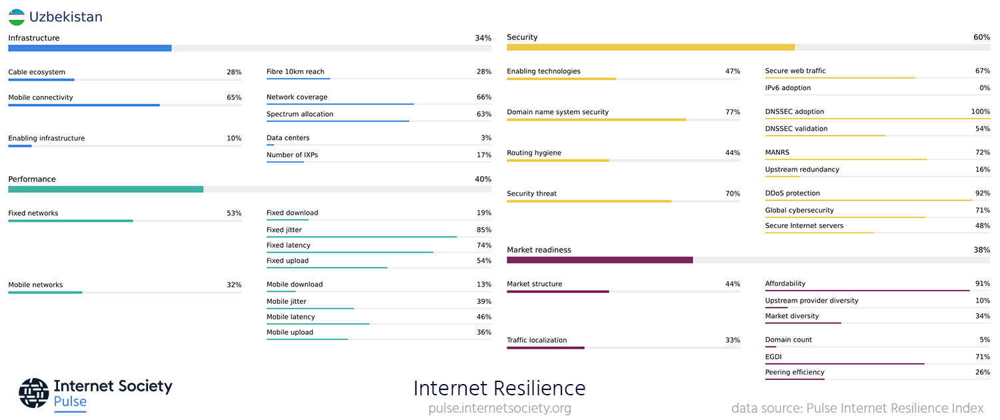 Uzbekistan
Infrastructure 34%
Cable ecosystem 28%
Fibre 10km reach 28%
Mobile connectivity 65%
Network coverage 66%
Spectrum allocation 63%
Enabling infrastructure 10%
Data centers 3%
Number of IXPs 17%
Performance 40%
Fixed networks 53%
Fixed download 19%
Fixed jitter 85%
Fixed latency 74%
Fixed upload 54%
Mobile networks 32%
Mobile download 13%
Mobile jitter 39%
Mobile latency 46%
Mobile upload 36%
Security 60%
Enabling technologies 47%
Secure web traffic 67%
IPv6 adoption 0%
Domain name system security 77%
DNSSEC adoption 100%
DNSSEC validation 54%
Routing hygiene 44%
MANRS 72%
Upstream redundancy 16%
Security threat 70%
DDoS protection 92%
Global cybersecurity 71%
Secure Internet servers 48%
Market readiness 38%
Market structure 44%
Affordability 91%
Upstream provider diversity 10%
Market diversity 34%
Traffic localization 33%
Domain count 5%
EGDI 71%
Peering efficiency 26%
Internet Society
Pulse
Internet Resilience
pulse.internetsociety.org
data source: Pulse Internet Resilience Index